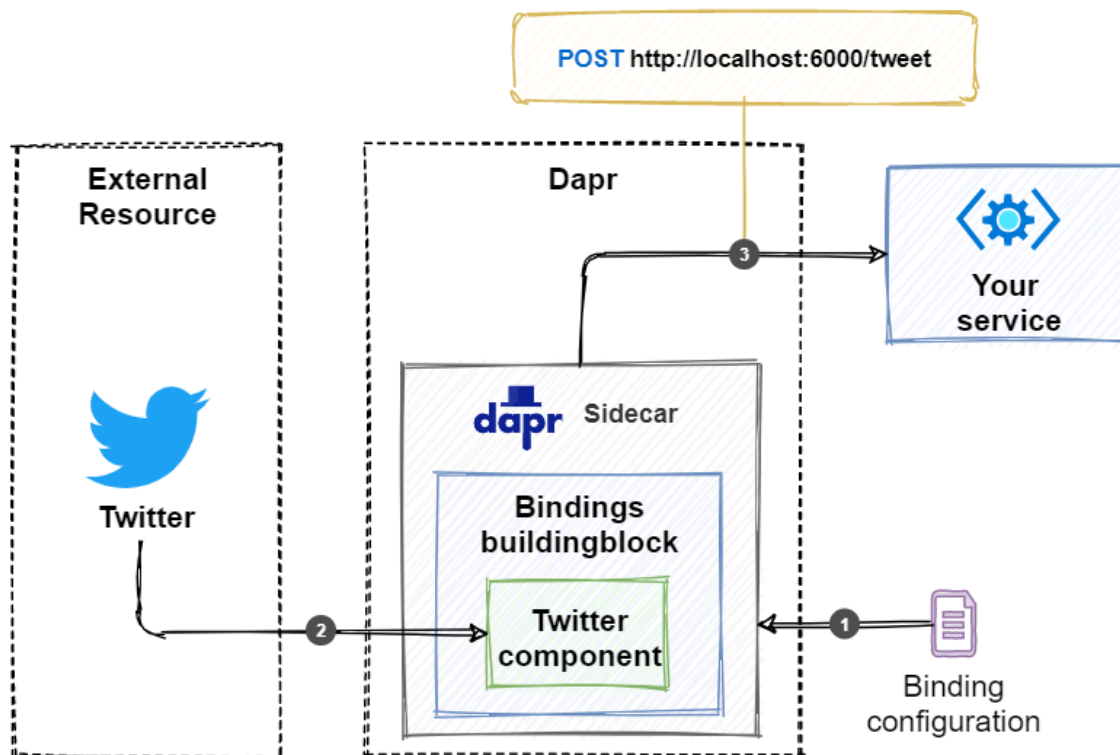 POST http://localhost:6000/tweet
External
Resource
Dapr
3
Your
service
dapr
Sidecar
Twitter
Bindings
buildingblock
2
Twitter
component
1
Binding
configuration